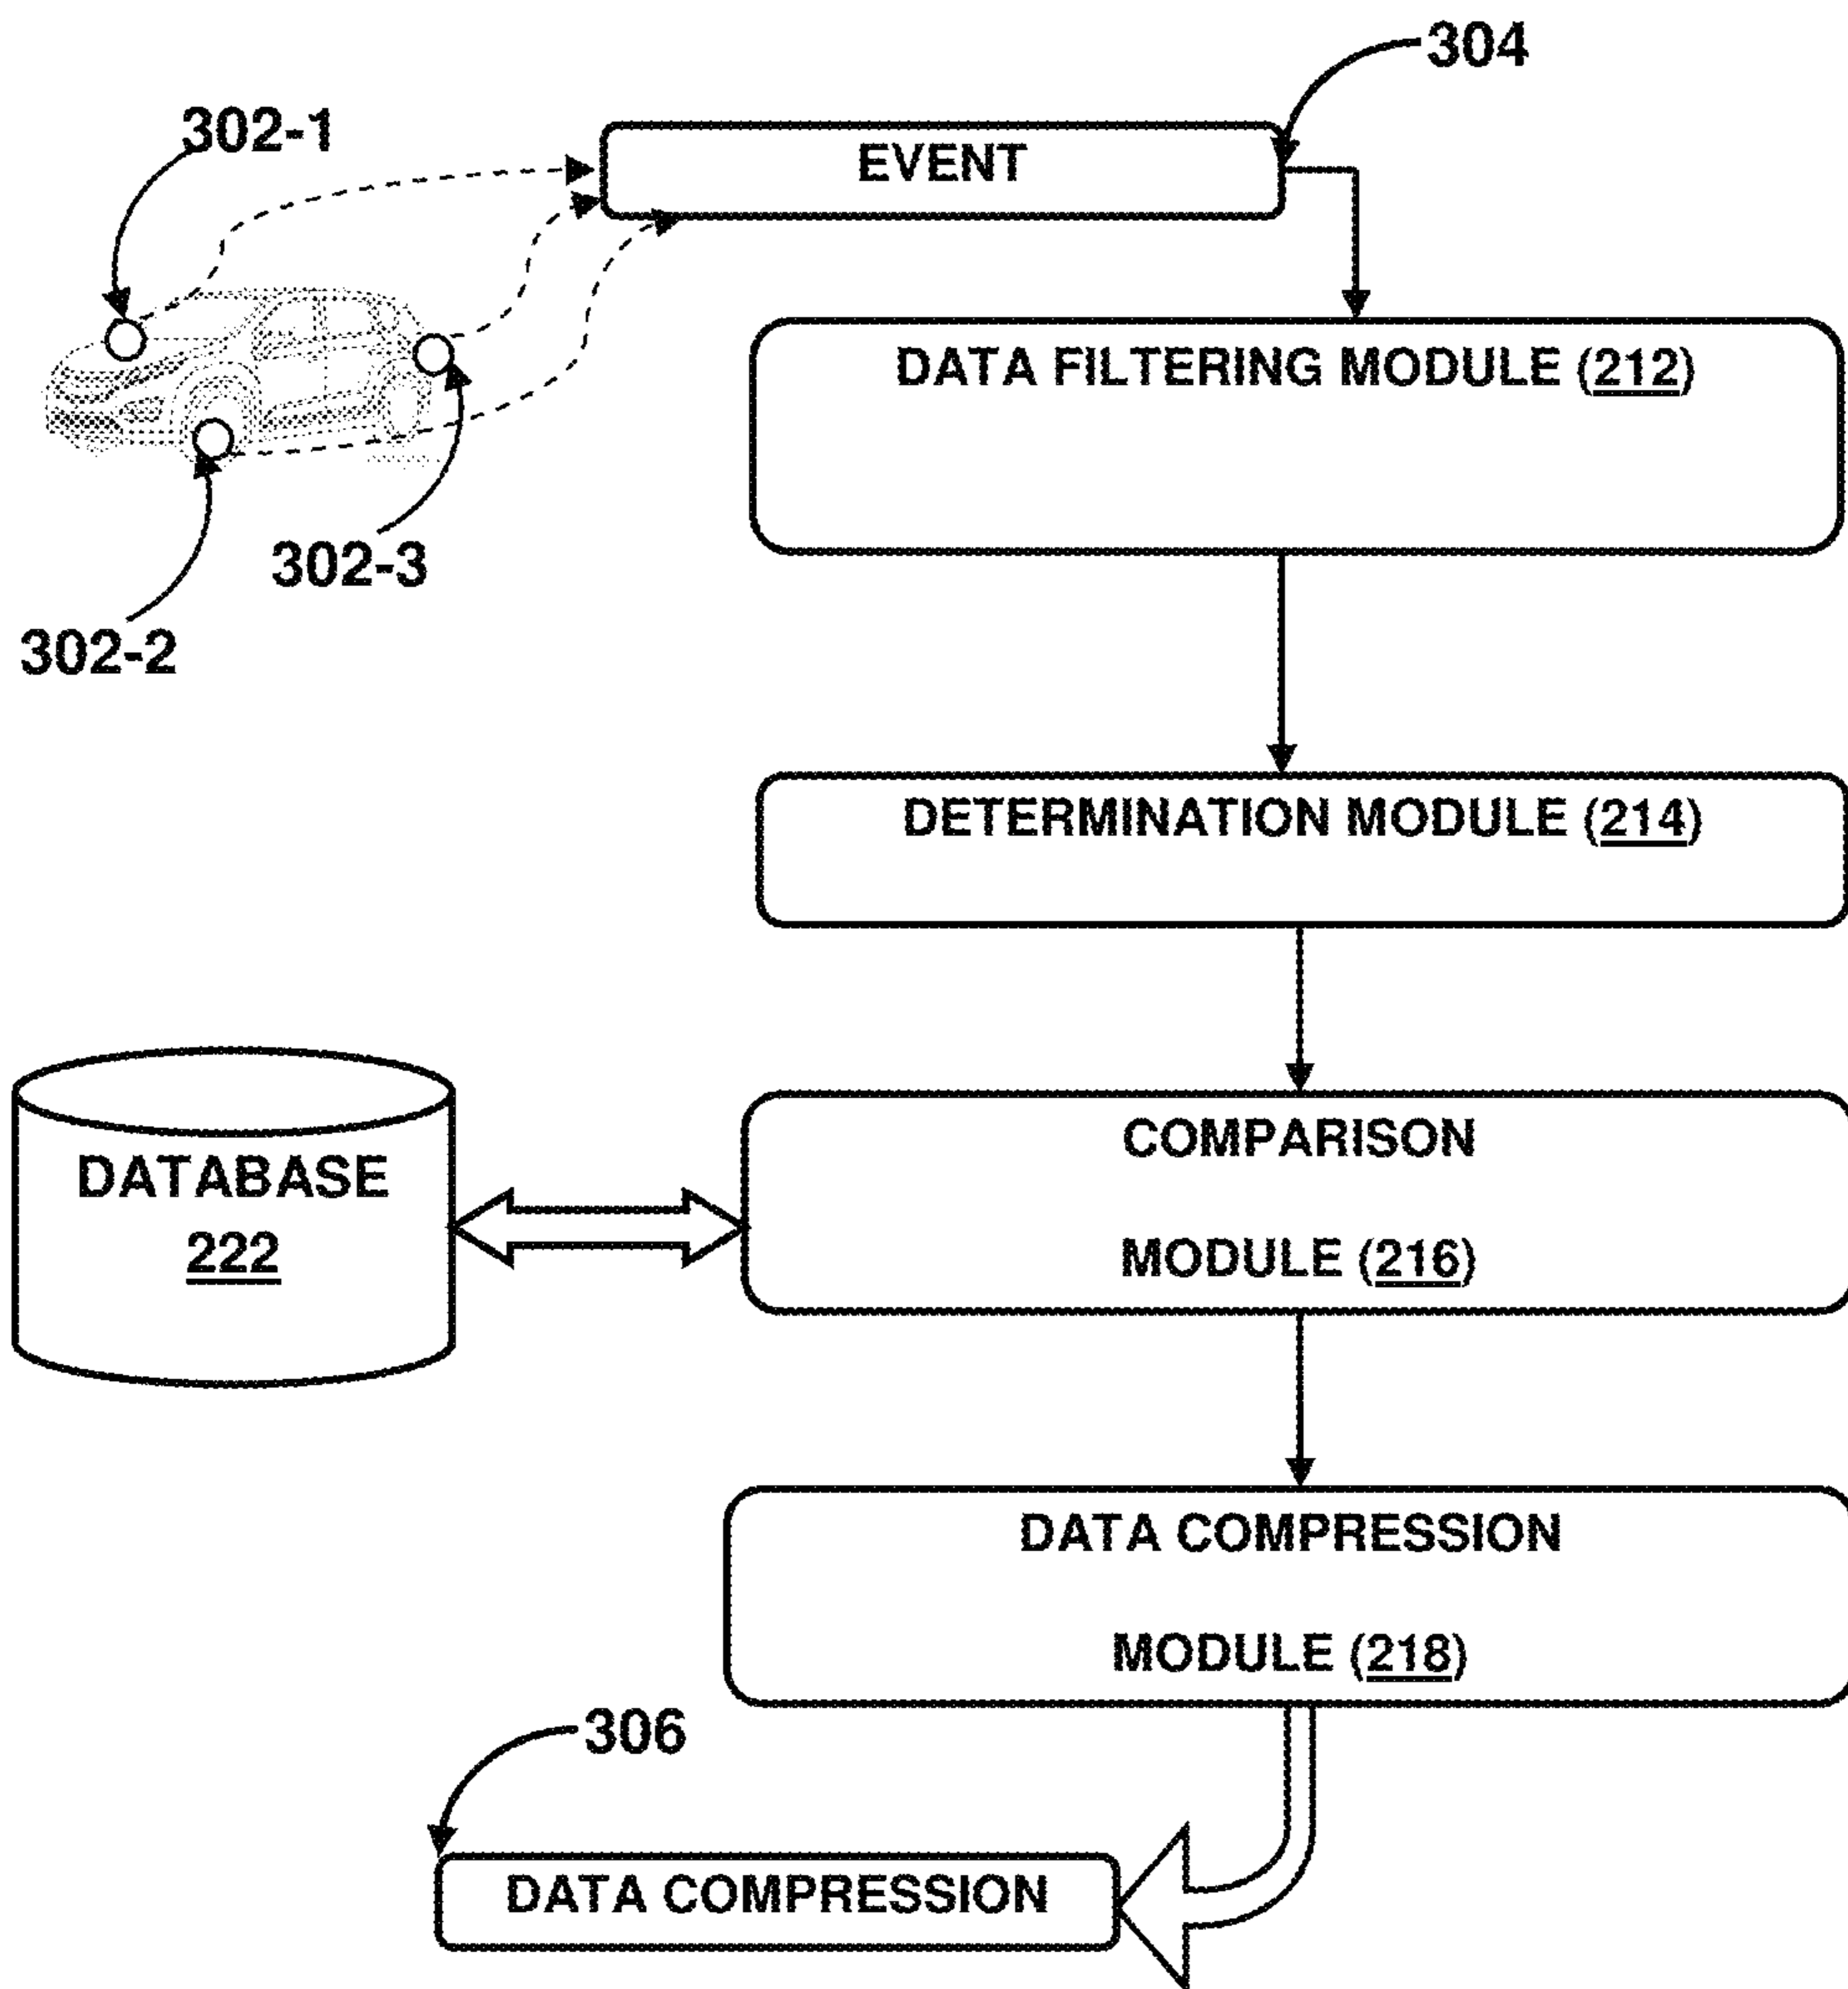 304
302-1
EVENT
DATA FILTERING MODULE (212)
302-3
302-2
DETERMINATION MODULE (214)
COMPARISON
MODULE (216)
DATABASE
222
DATA COMPRESSION
MODULE (218)
306
DATA COMPRESSION